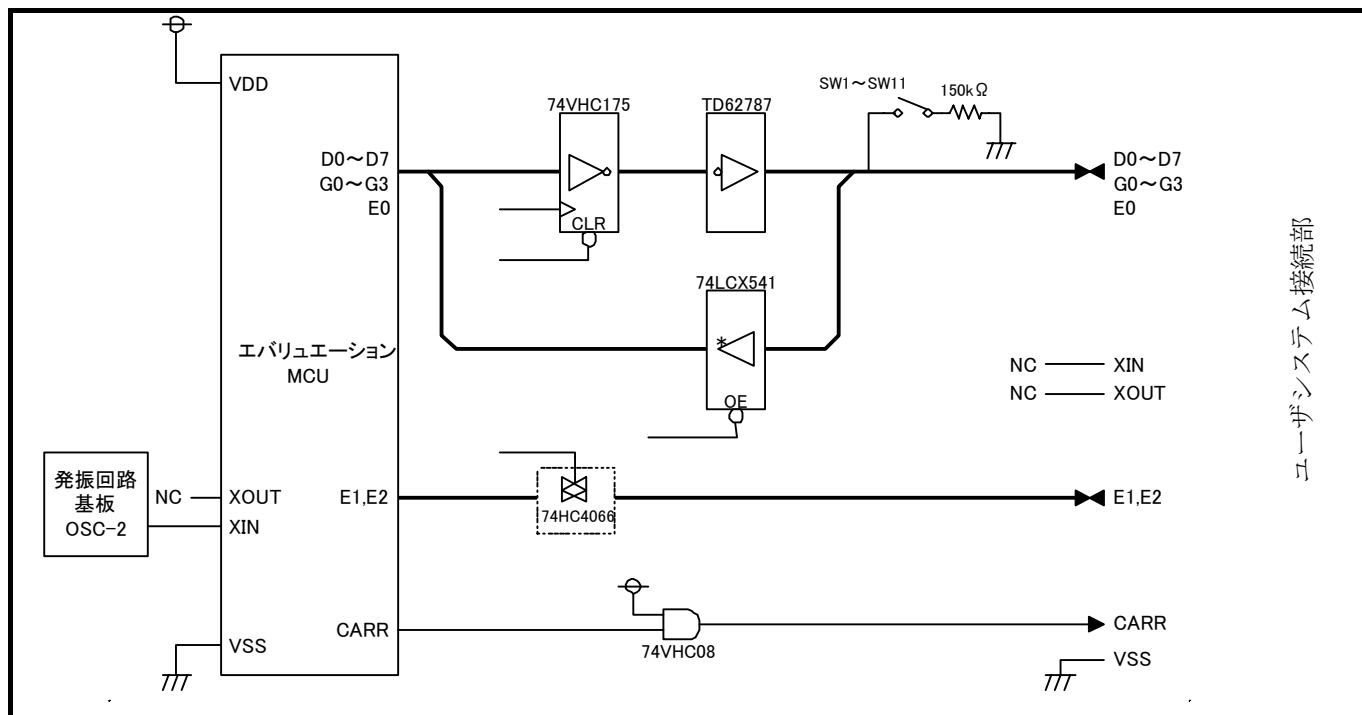 VDD
D0～D7
G0～G3
E0
74VHC175
CLR
TD62787
SW1～SW11
150kΩ
D0～D7
G0～G3
E0
74LCX541
*
OE
エバリュエーション
MCU
NC
XIN
NC
XOUT
ユーザシステム接続部
発振回路
基板
OSC-2
NC
XOUT
XIN
E1,E2
74HC4066
E1,E2
CARR
74VHC08
CARR
VSS
VSS